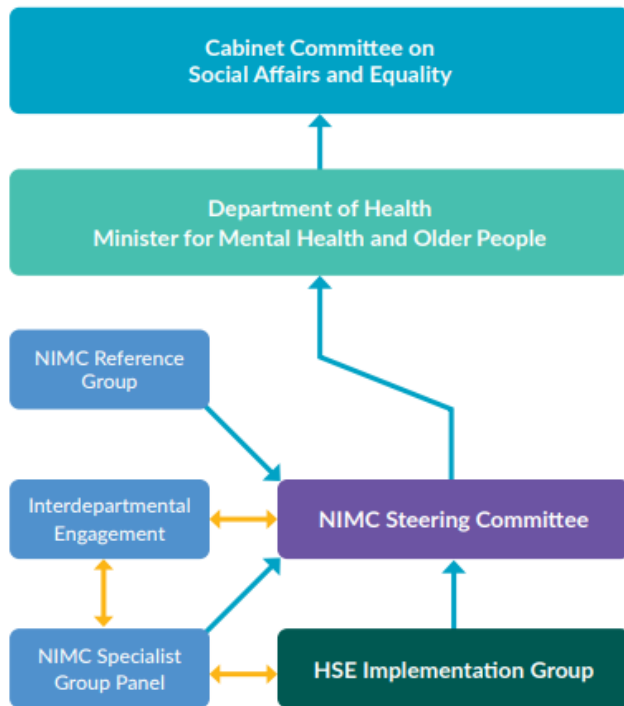 Cabinet Committee on
Social Affairs and Equality
Department of Health
Minister for Mental Health and Older People
NIMC Reference
Group
Interdepartmental
Engagement
NIMC Steering Committee
NIMC Specialist
Group Panel
HSE Implementation Group